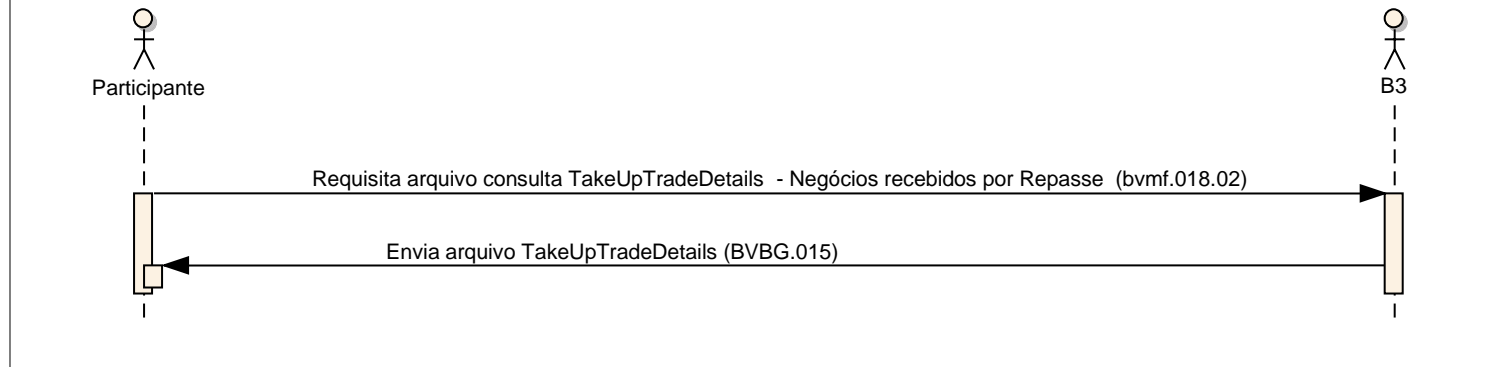 Participante
B3
Requisita arquivo consulta TakeUpTradeDetails  - Negócios recebidos por Repasse  (bvmf.018.02)
Envia arquivo TakeUpTradeDetails (BVBG.015)